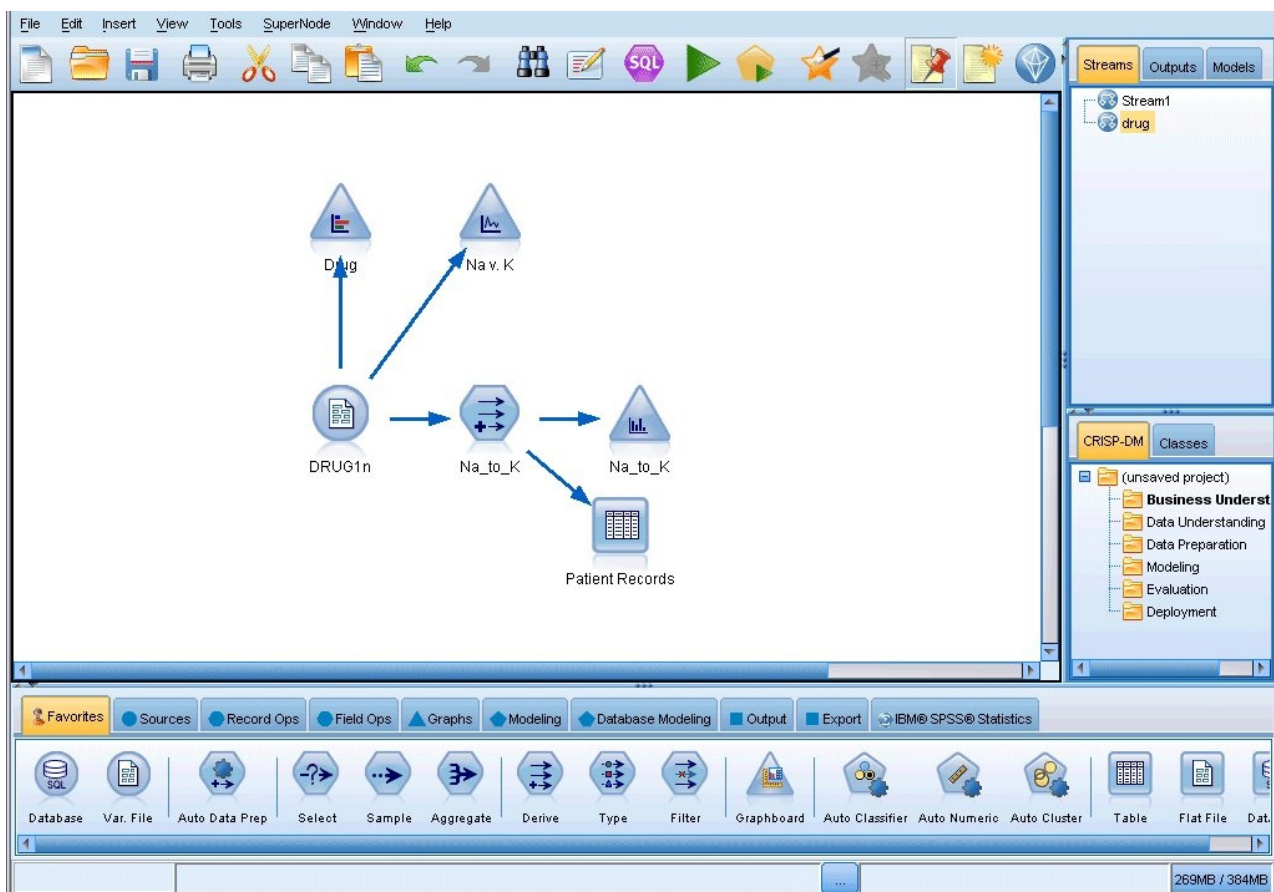 File Edit Insert View Tools SuperNode Window Help
SQL
Streams Outputs Models
Stream1
drug
Drug
Na v. K
DRUG1n
Na_to_K
Na_to_K
Patient Records
CRISP-DM Classes
(unsaved project)
Business Underst
Data Understanding
Data Preparation
Modeling
Evaluation
Deployment
Favorites Sources Record Ops Field Ops Graphs Modeling Database Modeling Output Export IBM® SPSS® Statistics
SQL
Database Var. File Auto Data Prep Select Sample Aggregate Derive Type Filter Graphboard Auto Classifier Auto Numeric Auto Cluster Table Flat File Dat
...
269MB / 384MB